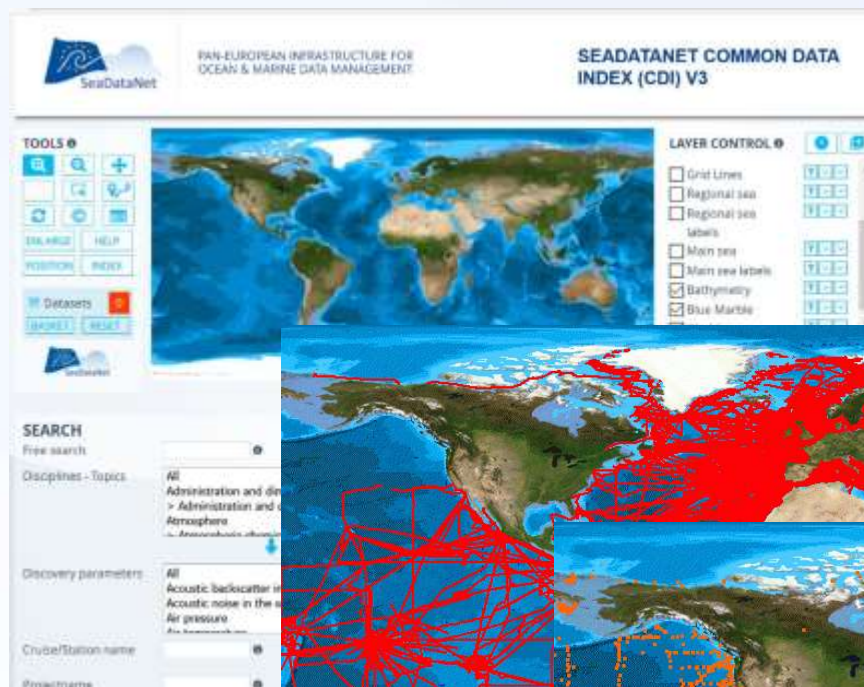 SeaDataNet
PAN-EUROPEAN INFRASTRUCTURE FOR
OCEAN & MARINE DATA MANAGEMENT
SEADATANET COMMON DATA
INDEX (CDI) V3
TOOLS
ENLARGE HELP
POSITION INDEX
Datasets 0
BASKET RESET
SeaDataNet
LAYER CONTROL
Grid Lines
Regional sea
Regional sea
labels
Main sea
Main sea labels
Bathymetry
Blue Marble
SEARCH
Free search
Disciplines - Topics
All
Administration and
> Administration and
Atmosphere
Discovery parameters
All
Acoustic backscatter
Acoustic noise in the
Air pressure
Cruise/Station name
Projectname